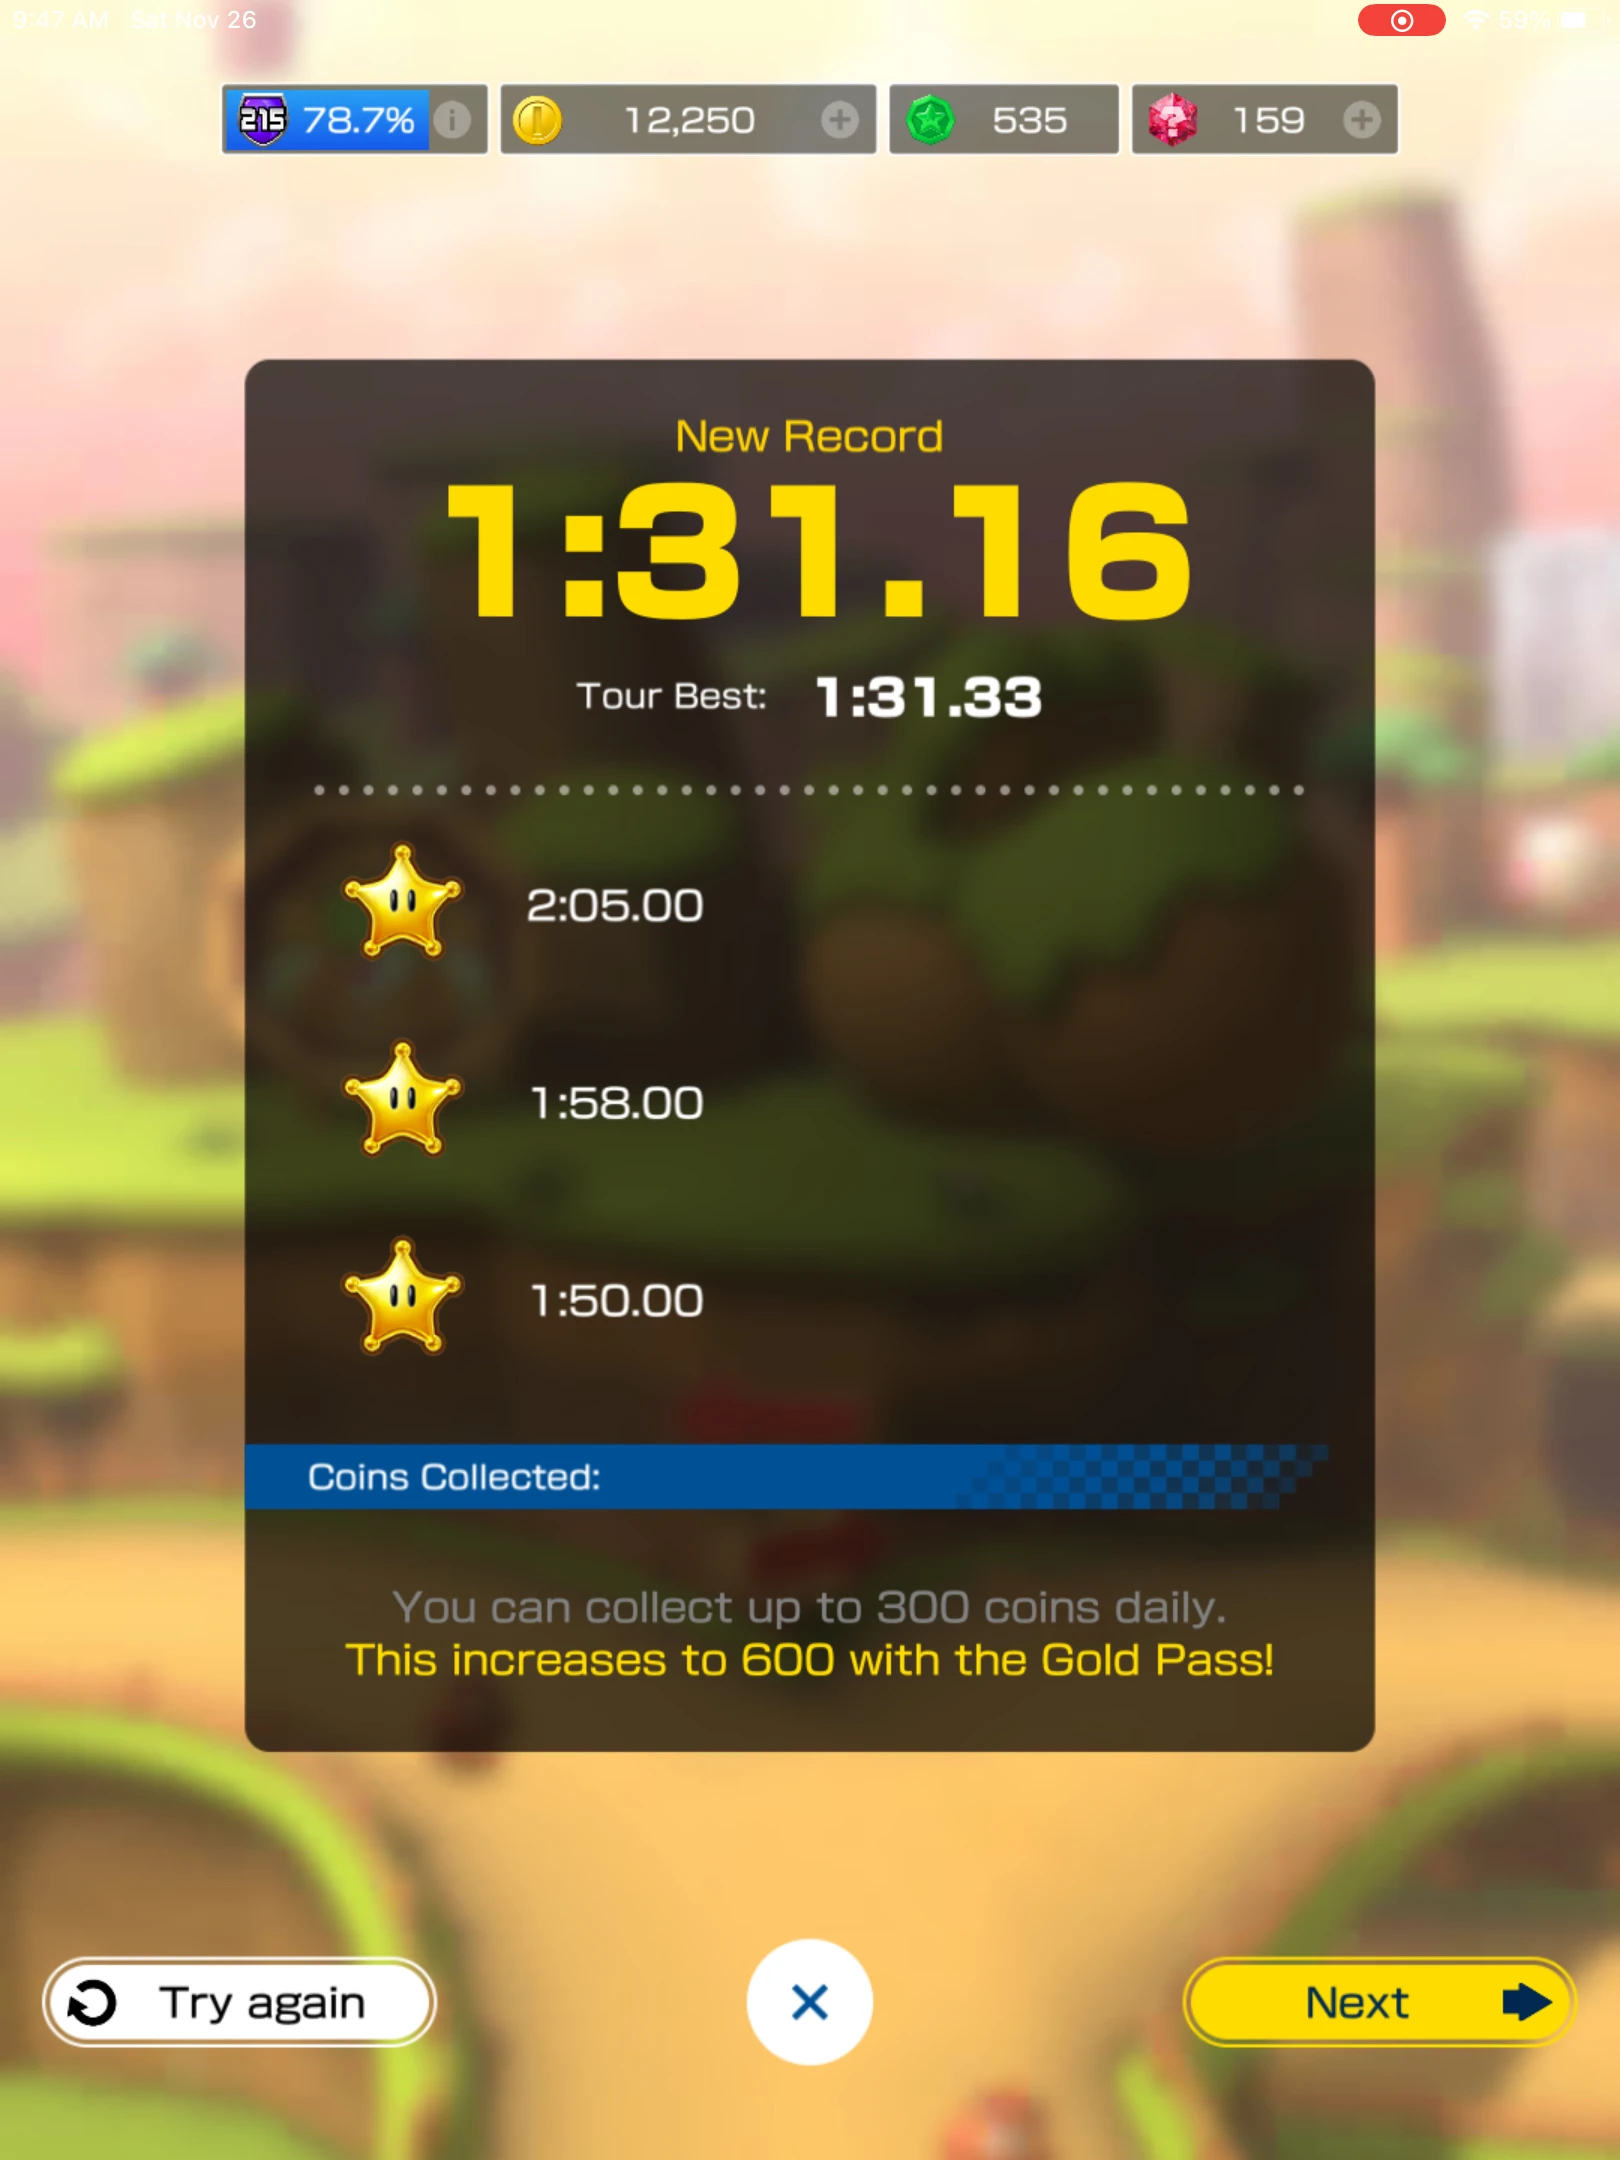 9:47 AM Sat Nov 26
59%
215 78.7% i 12,250 + 535 ? 159 +
New Record
1:31.16
Tour Best: 1:31.33
2:05.00
1:58.00
1:50.00
Coins Collected:
You can collect up to 300 coins daily.
This increases to 600 with the Gold Pass!
Try again
Next